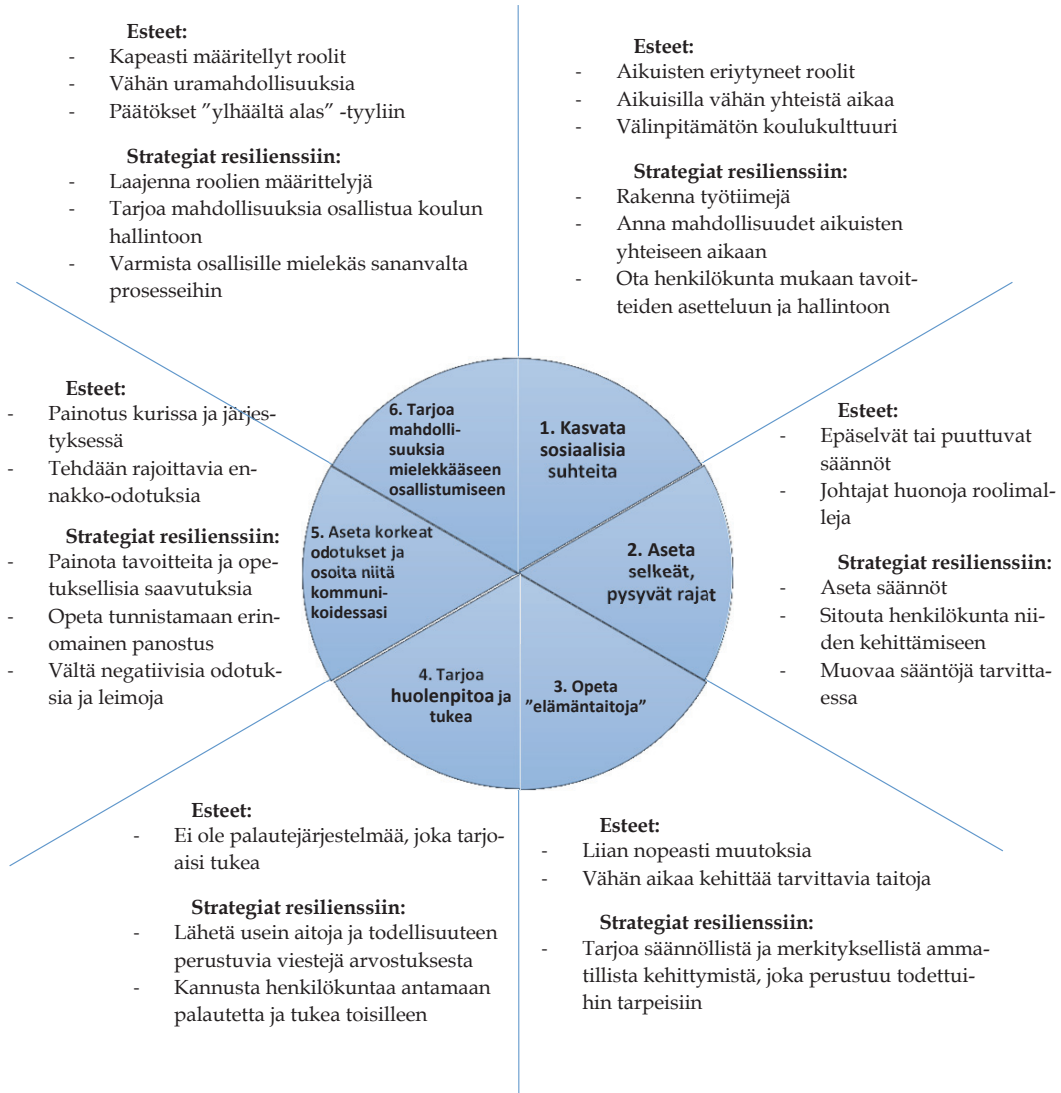 Esteet:
- Kapeasti määritellyt roolit
- Vähän uramahdollisuuksia
- Päätökset ”ylhäältä alas” -tyyliin
Strategiat resilienssiin:
- Laajenna roolien määrittelyjä
- Tarjoa mahdollisuuksia osallistua koulun
hallintoon
- Varmista osallisille mielekäs sananvalta
prosesseihin
Esteet:
- Aikuisten eriytyneet roolit
- Aikuisilla vähän yhteistä aikaa
- Välinpitämätön koulukulttuuri
Strategiat resilienssiin:
- Rakenna työtiimejä
- Anna mahdollisuudet aikuisten
yhteiseen aikaan
- Ota henkilökunta mukaan tavoit-
teiden asetteluun ja hallintoon
Esteet:
- Painotus kurissa ja järjes-
tyksessä
- Tehdään rajoittavia en-
nakko-odotuksia
Strategiat resilienssiin:
- Painota tavoitteita ja ope-
tuksellisia saavutuksia
- Opeta tunnistamaan erin-
omainen panostus
- Vältä negatiivisia odotuk-
sia ja leimoja
6. Tarjoa
mahdolli-
suuksia
mielekkääseen
osallistumiseen
1. Kasvata
sosiaalisia
suhteita
5. Aseta korkeat
odotukset ja
osoita niitä
kommuni-
koidessasi
2. Aseta
selkeät,
pysyvät rajat
4. Tarjoa
huolenpitoa ja
tukea
3. Opeta
”elämäntaitoja”
Esteet:
- Epäselvät tai puuttuvat
säännöt
- Johtajat huonoja roolimal-
leja
Strategiat resilienssiin:
- Aseta säännöt
- Sitouta henkilökunta nii-
den kehittämiseen
- Muovaa sääntöjä tarvitta-
essa
Esteet:
- Ei ole palautejärjestelmää, joka tarjo-
aisi tukea
Strategiat resilienssiin:
- Lähetä usein aitoja ja todellisuuteen
perustuvia viestejä arvostuksesta
- Kannusta henkilökuntaa antamaan
palautetta ja tukea toisilleen
Esteet:
- Liian nopeasti muutoksia
- Vähän aikaa kehittää tarvittavia taitoja
Strategiat resilienssiin:
- Tarjoa säännöllistä ja merkityksellistä amma-
tillista kehittymistä, joka perustuu todettui-
hin tarpeisiin